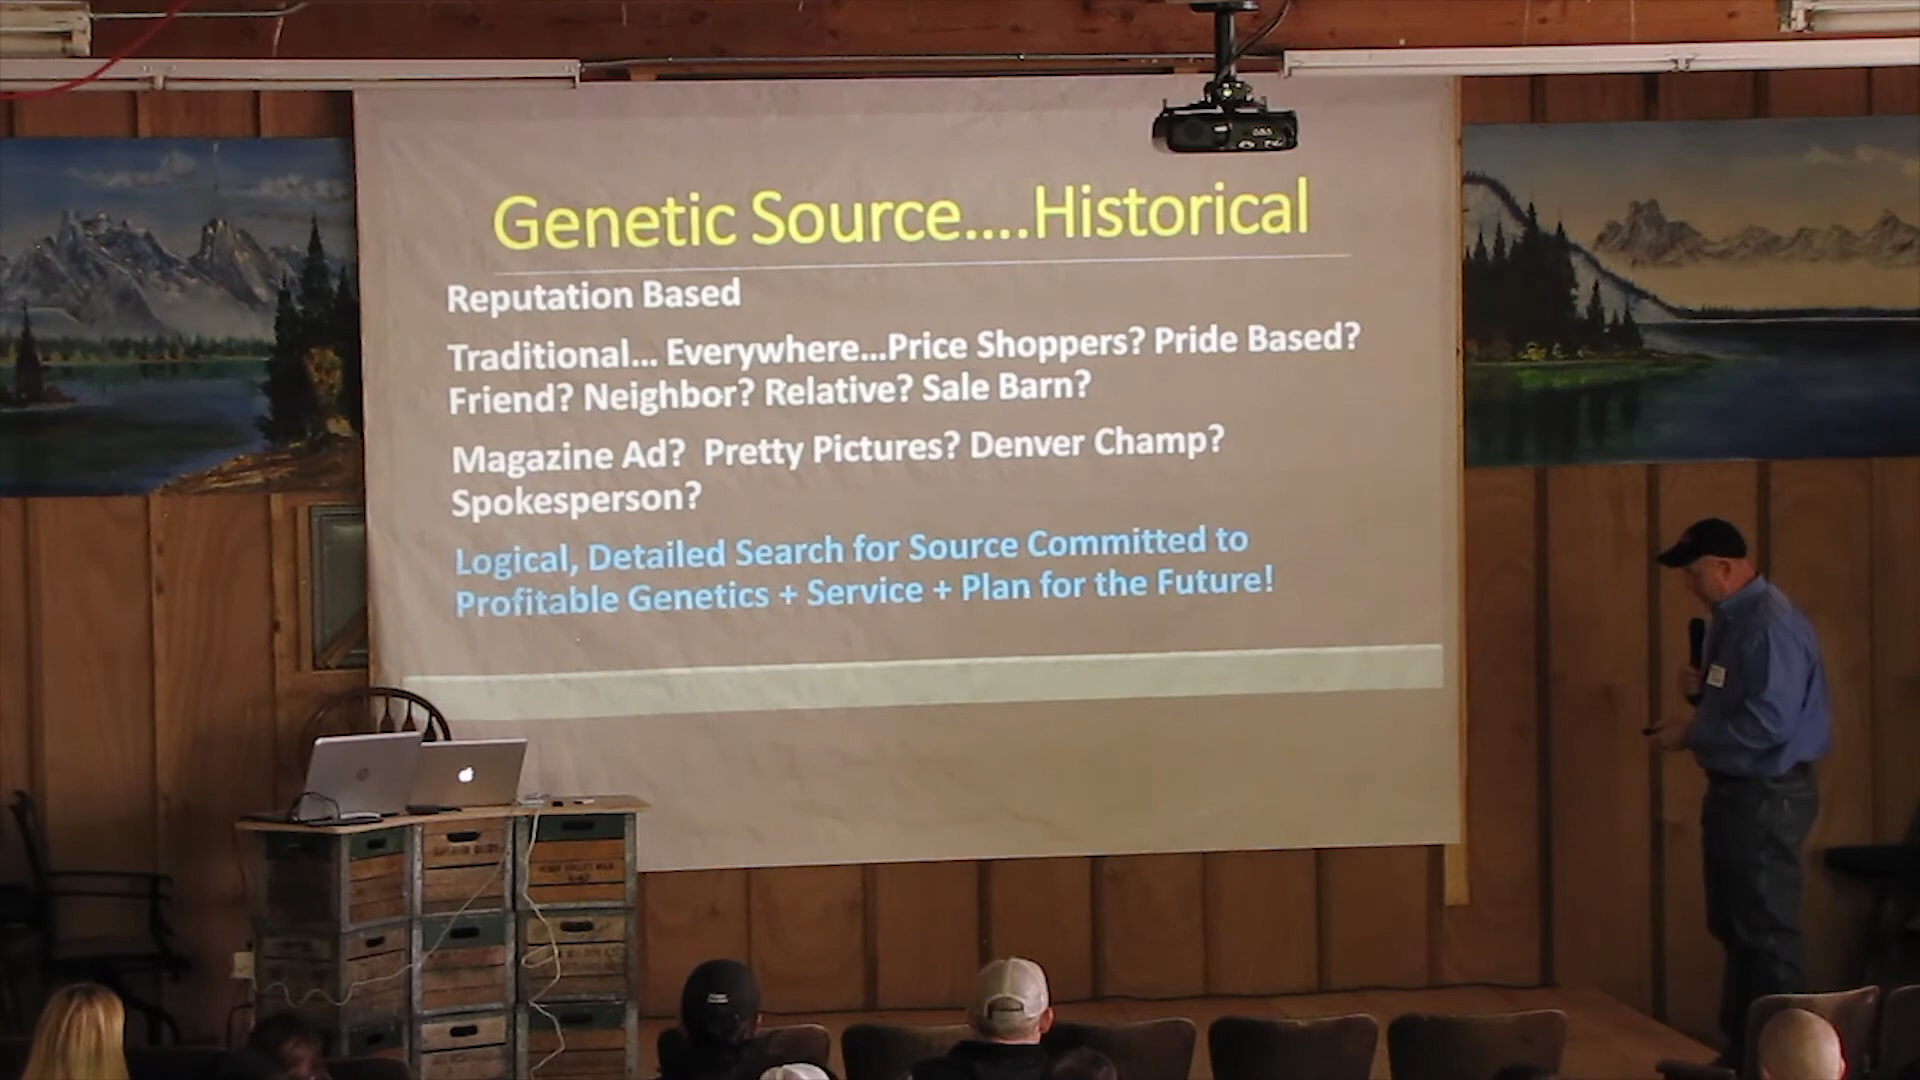 Genetic Source....Historical
Reputation Based
Traditional... Everywhere...Price Shoppers? Pride Based?
Friend? Neighbor? Relative? Sale Barn?
Magazine Ad?  Pretty Pictures? Denver Champ?
Spokesperson?
Logical, Detailed Search for Source Committed to
Profitable Genetics + Service + Plan for the Future!